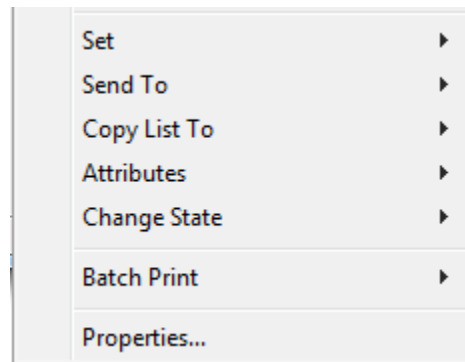 Set
Send To
Copy List To
Attributes
Change State
Batch Print
Properties...